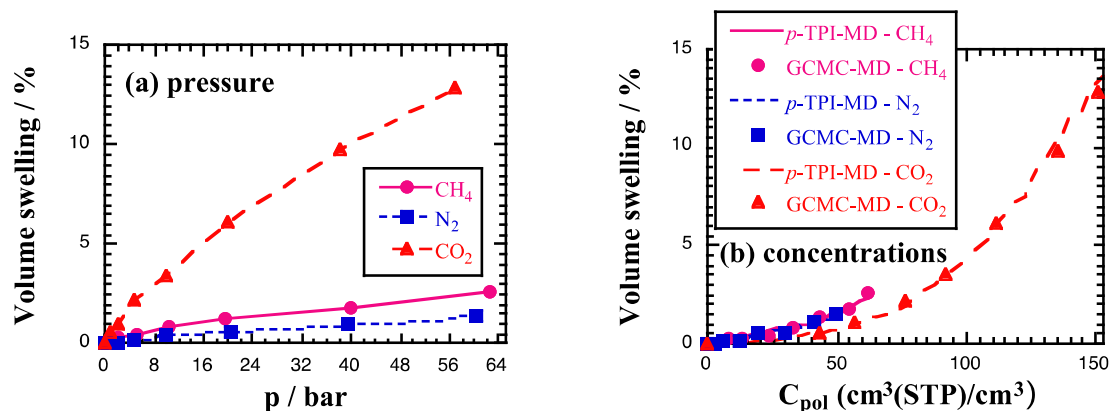 Volume swelling / %
15
10
5
0
(a) pressure
CH₄
N₂
CO₂
0 8 16 24 32 40 48 56 64
p / bar
Volume swelling / %
15
10
5
0
p-TPI-MD - CH₄
GCMC-MD - CH₄
p-TPI-MD - N₂
GCMC-MD - N₂
p-TPI-MD - CO₂
GCMC-MD - CO₂
(b) concentrations
0 50 100 150
C_pol (cm³(STP)/cm³)